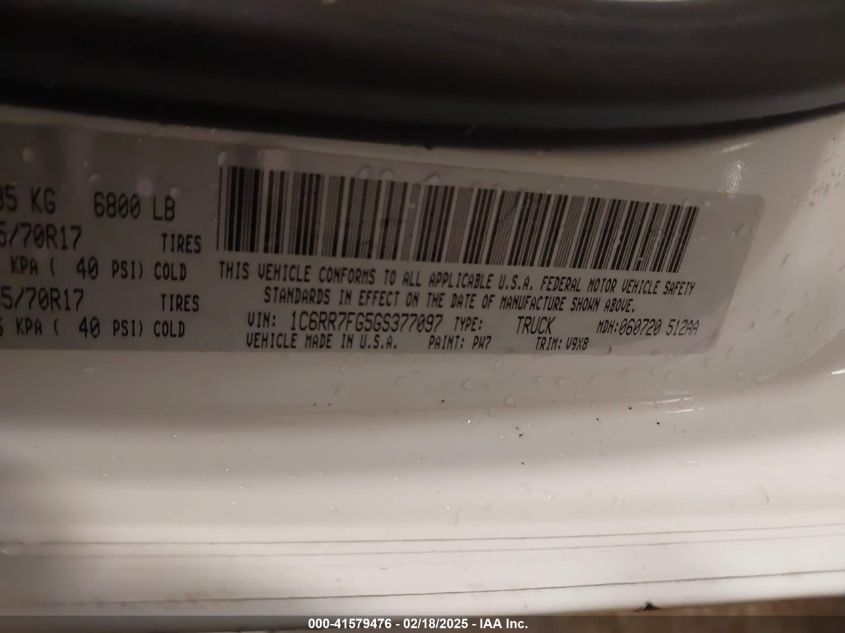 95 KG 6800 LB
5/70R17 TIRES
KPA ( 40 PSI) COLD
5/70R17 TIRES
KPA ( 40 PSI) COLD
THIS VEHICLE CONFORMS TO ALL APPLICABLE U.S.A. FEDERAL MOTOR VEHICLE SAFETY
STANDARDS IN EFFECT ON THE DATE OF MANUFACTURE SHOWN ABOVE.
VIN: 1C6RR7FG5GS377097 TYPE: TRUCK MDH:060720 512AA
VEHICLE MADE IN U.S.A. PAINT: PW7 TRIM: V9X8
000-41579476 - 02/18/2025 - IAA Inc.